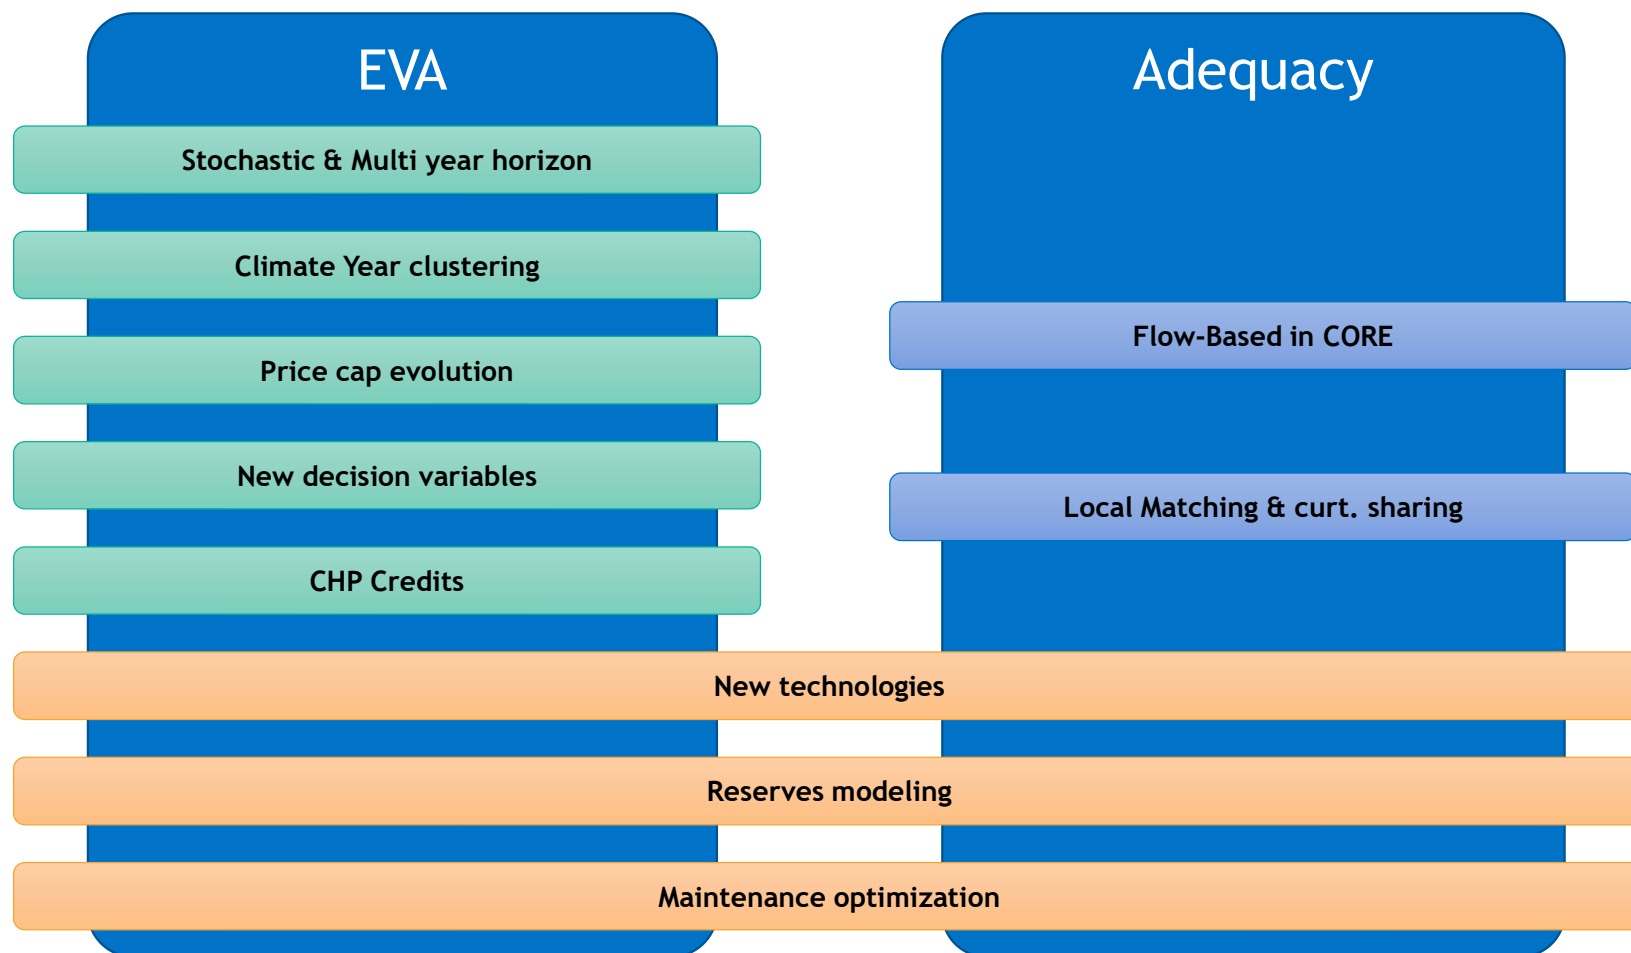 EVA
Stochastic & Multi year horizon
Climate Year clustering
Price cap evolution
New decision variables
CHP Credits
Adequacy
Flow-Based in CORE
Local Matching & curt. sharing
New technologies
Reserves modeling
Maintenance optimization